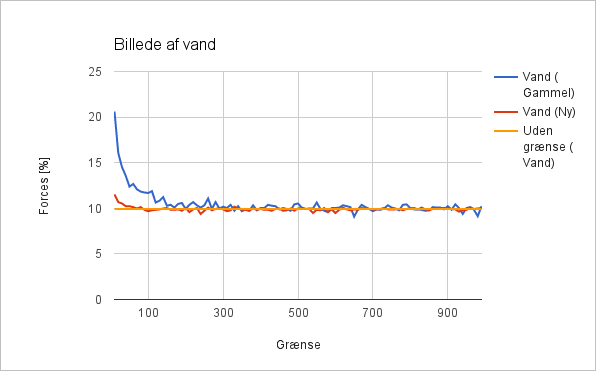 Billede af vand
25
20
15
10
5
0
Forces [%]
100
300
500
700
900
Grænse
Vand (
Gammel)
Vand (Ny)
Uden
grænse (
Vand)